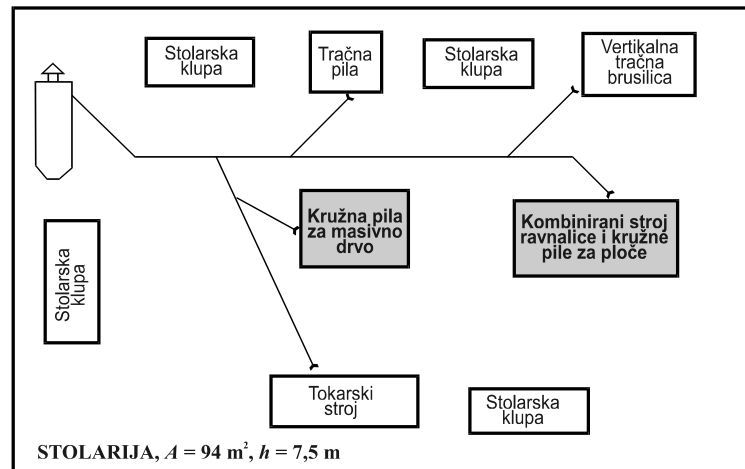 Stolarska
klupa
Tračna
pila
Stolarska
klupa
Vertikalna
tračna
brusilica
Kružna pila
za masivno
drvo
Kombinirani stroj
ravnalice i kružne
pile za ploče
Stolarska
klupa
Tokarski
stroj
Stolarska
klupa
STOLARIJA, A = 94 m², h = 7,5 m